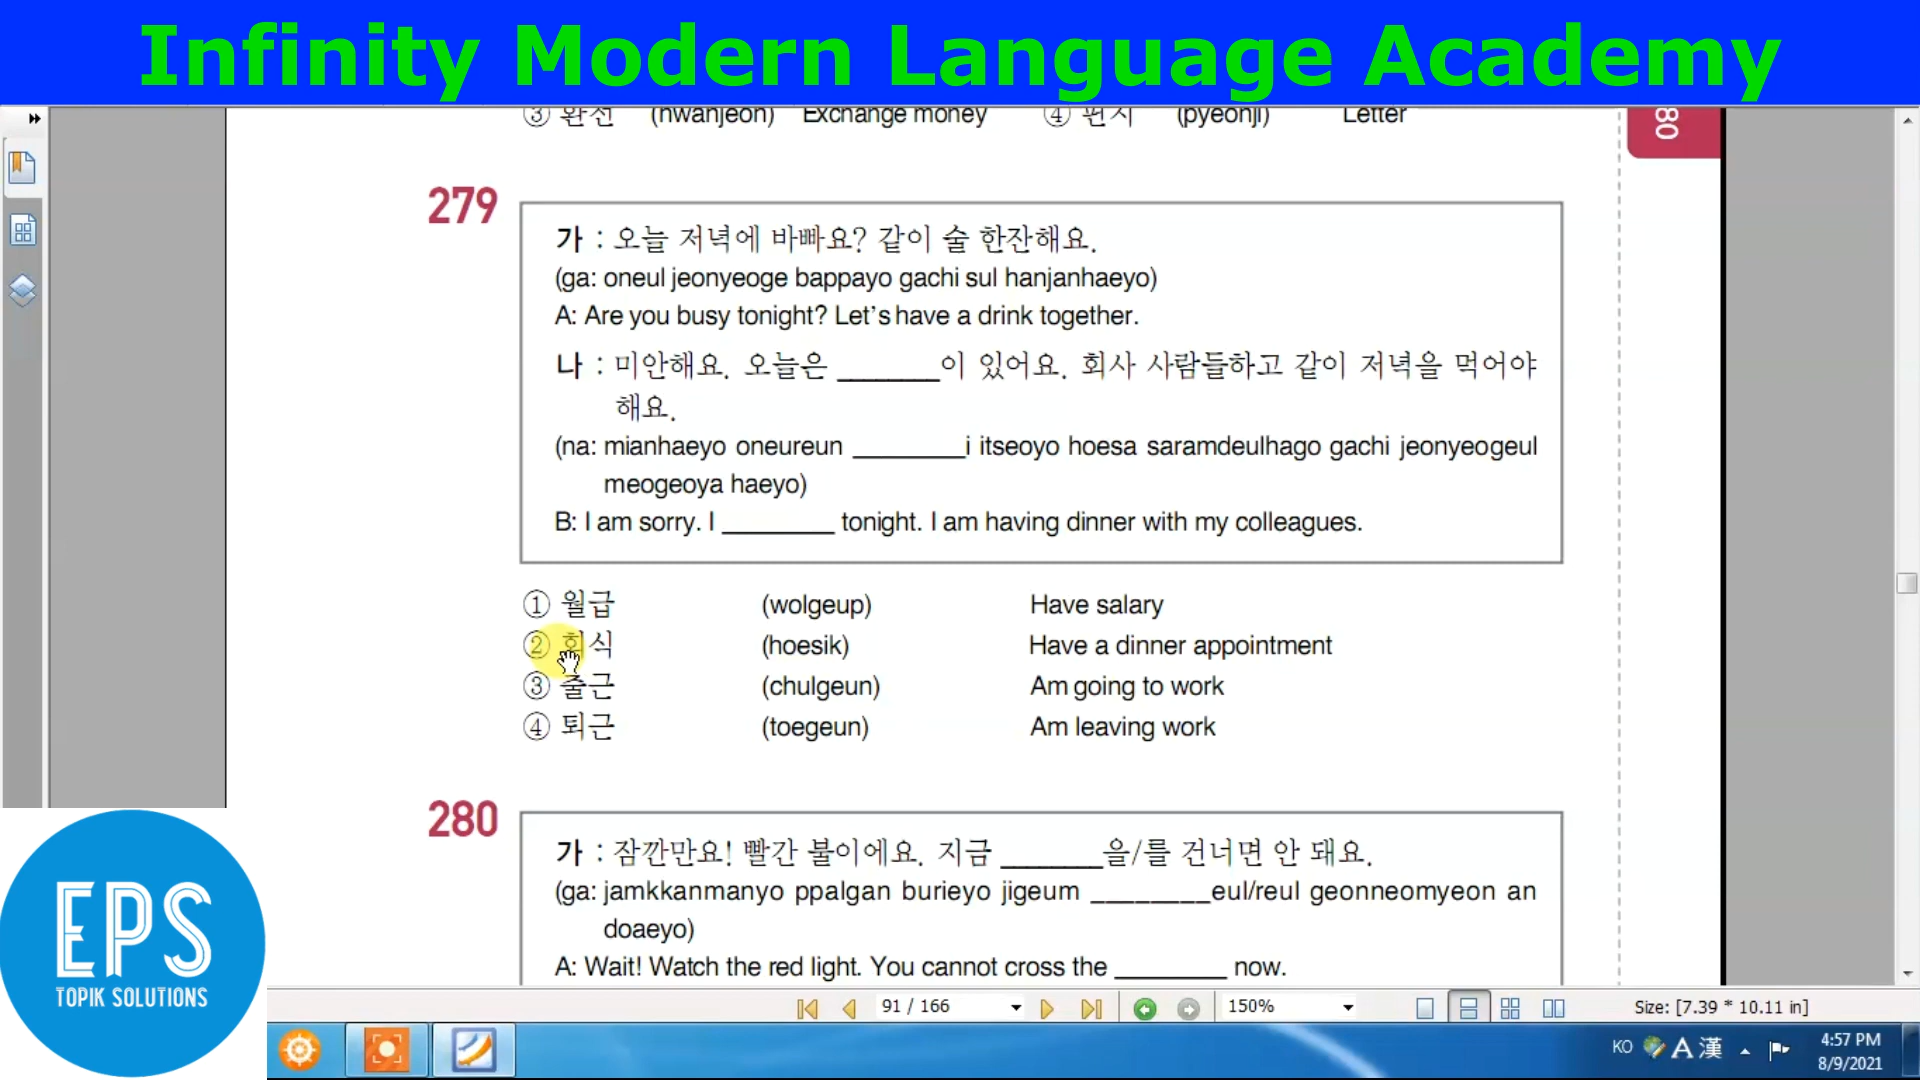 Infinity Modern Language Academy
③ 환전 (hwanjeon) Exchange money ④ 편지 (pyeonji) Letter
80
279
가 : 오늘 저녁에 바빠요? 같이 술 한잔해요.
(ga: oneul jeonyeoge bappayo gachi sul hanjanhaeyo)
A: Are you busy tonight? Let's have a drink together.
나 : 미안해요. 오늘은 ________이 있어요. 회사 사람들하고 같이 저녁을 먹어야
해요.
(na: mianhaeyo oneureun ________i itseoyo hoesa saramdeulhago gachi jeonyeogeul
meogeoya haeyo)
B: I am sorry. I ________ tonight. I am having dinner with my colleagues.
① 월급 (wolgeup) Have salary
② 회식 (hoesik) Have a dinner appointment
③ 출근 (chulgeun) Am going to work
④ 퇴근 (toegeun) Am leaving work
280
가 : 잠깐만요! 빨간 불이에요. 지금 ________을/를 건너면 안 돼요.
(ga: jamkkanmanyo ppalgan burieyo jigeum ________eul/reul geonneomyeon an
doaeyo)
A: Wait! Watch the red light. You cannot cross the ________ now.
EPS
TOPIK SOLUTIONS
91 / 166
150%
Size: [7.39 * 10.11 in]
KO A 漢
4:57 PM
8/9/2021